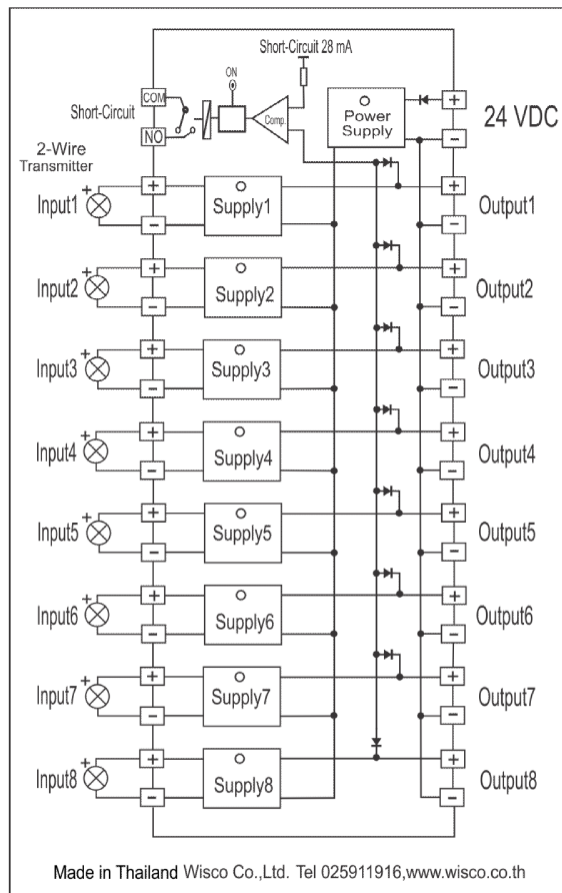 Short-Circuit 28 mA
ON
COM
Short-Circuit
NO
Comp.
Power
Supply
+
24 VDC
−
2-Wire
Transmitter
Input1
+
+
−
Supply1
+
−
Output1
Input2
+
+
−
Supply2
+
−
Output2
Input3
+
+
−
Supply3
+
−
Output3
Input4
+
+
−
Supply4
+
−
Output4
Input5
+
+
−
Supply5
+
−
Output5
Input6
+
+
−
Supply6
+
−
Output6
Input7
+
+
−
Supply7
+
−
Output7
Input8
+
+
−
Supply8
+
−
Output8
Made in Thailand Wisco Co.,Ltd. Tel 025911916,www.wisco.co.th